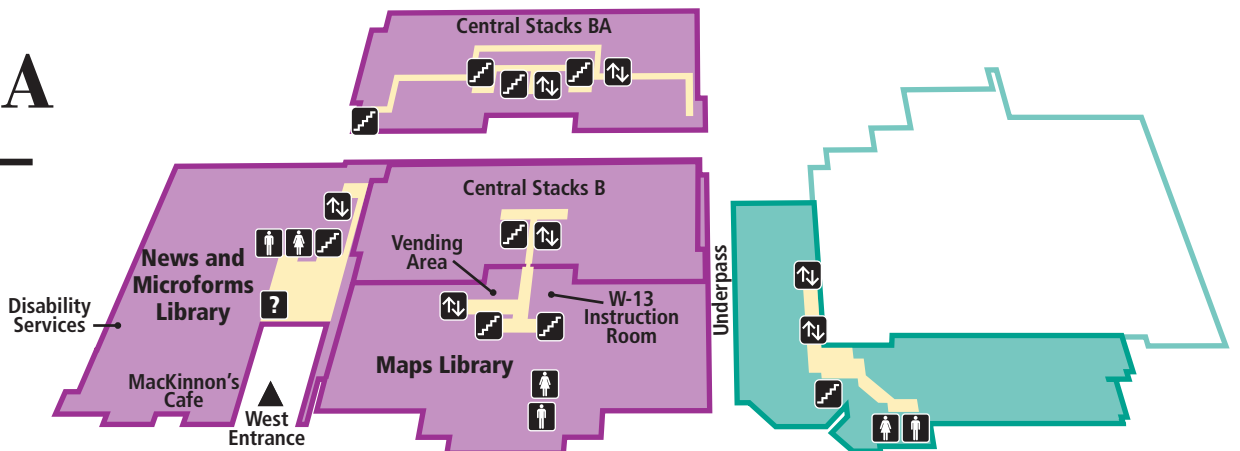 A
Central Stacks BA
Central Stacks B
Vending
Area
News and
Microforms
Library
?
Disability
Services
W-13
Instruction
Room
Underpass
Maps Library
MacKinnon's
Cafe
West
Entrance